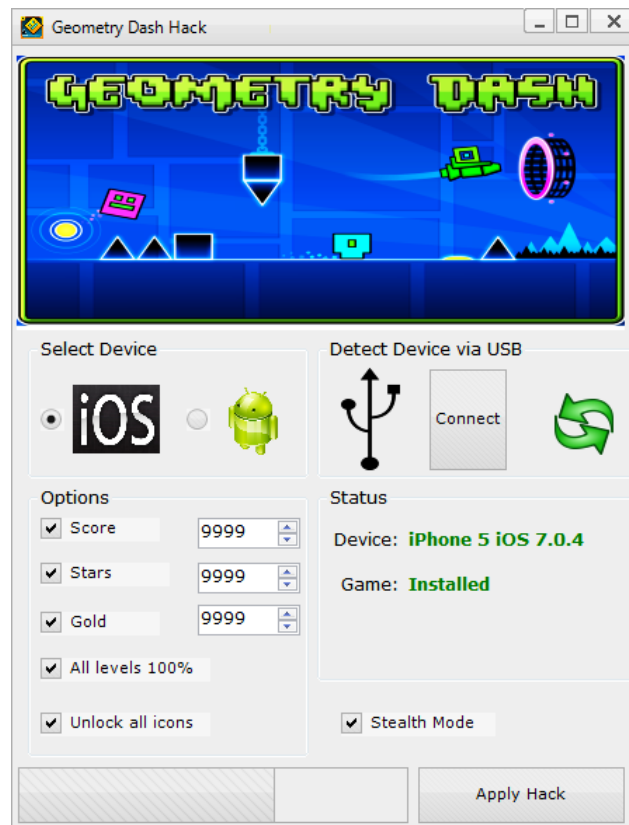 Geometry Dash Hack
GEOMETRY DASH
Select Device
Detect Device via USB
iOS
Connect
Options
Status
Score 9999
Device: iPhone 5 iOS 7.0.4
Stars 9999
Game: Installed
Gold 9999
All levels 100%
Unlock all icons
Stealth Mode
Apply Hack